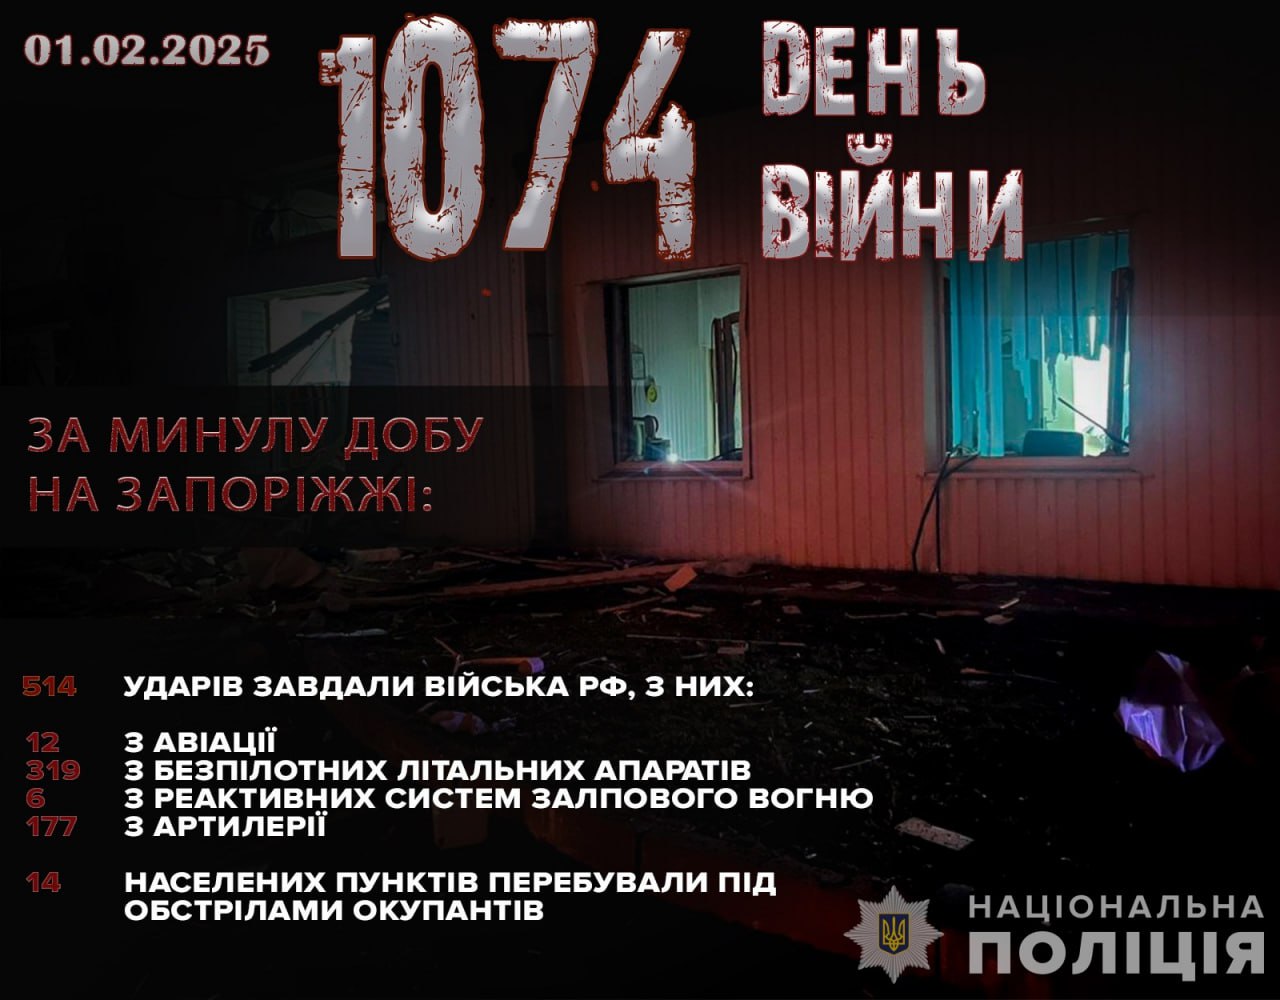 01.02.2025
1074
DЕНЬ
ВІЙНИ
ЗА МИНУЛУ ДОБУ
НА ЗАПОРІЖЖІ:
514 УДАРІВ ЗАВДАЛИ ВІЙСЬКА РФ, З НИХ:
12 З АВІАЦІЇ
319 З БЕЗПІЛОТНИХ ЛІТАЛЬНИХ АПАРАТІВ
6 З РЕАКТИВНИХ СИСТЕМ ЗАЛПОВОГО ВОГНЮ
177 З АРТИЛЕРІЇ
14 НАСЕЛЕНИХ ПУНКТІВ ПЕРЕБУВАЛИ ПІД
ОБСТРІЛАМИ ОКУПАНТІВ
НАЦІОНАЛЬНА
ПОЛІЦІЯ